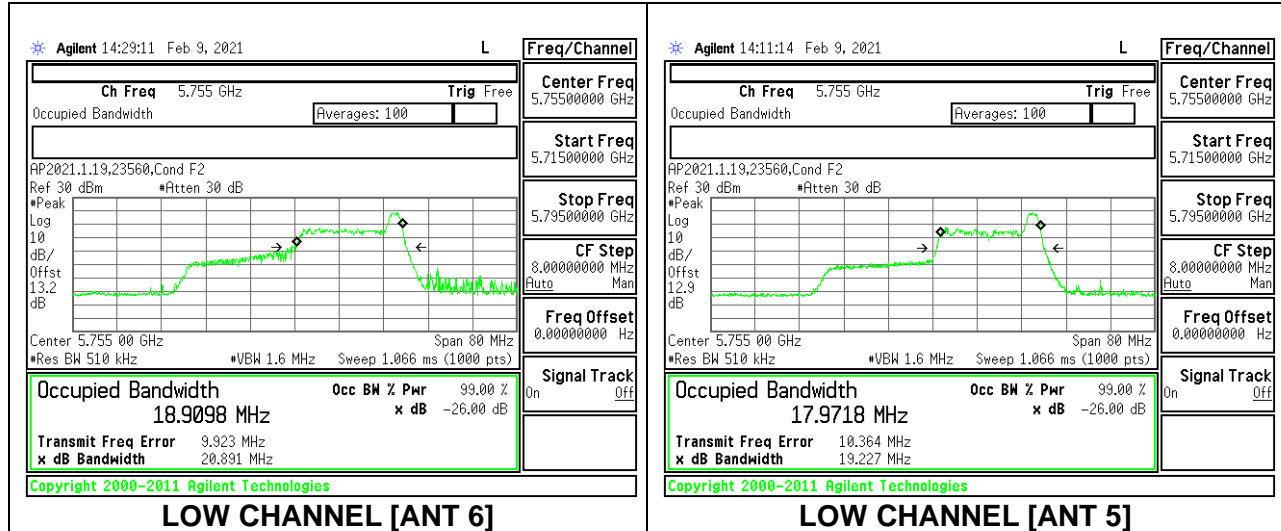 Agilent 14:29:11 Feb 9, 2021 L
Freq/Channel
Ch Freq 5.755 GHz Trig Free
Occupied Bandwidth Averages: 100
AP2021.1.19,23560,Cond F2
Ref 30 dBm #Atten 30 dB
#Peak
Log
10
dB/
Offst
13.2
dB
Center 5.755 00 GHz Span 80 MHz
#Res BW 510 kHz #VBW 1.6 MHz Sweep 1.066 ms (1000 pts)
Occupied Bandwidth Occ BW % Pwr 99.00 %
18.9098 MHz x dB -26.00 dB
Transmit Freq Error 9.923 MHz
x dB Bandwidth 20.891 MHz
Copyright 2000-2011 Agilent Technologies
Center Freq
5.75500000 GHz
Start Freq
5.71500000 GHz
Stop Freq
5.79500000 GHz
CF Step
8.00000000 MHz
Auto Man
Freq Offset
0.00000000 Hz
Signal Track
On Off
LOW CHANNEL [ANT 6]
Agilent 14:11:14 Feb 9, 2021 L
Freq/Channel
Ch Freq 5.755 GHz Trig Free
Occupied Bandwidth Averages: 100
AP2021.1.19,23560,Cond F2
Ref 30 dBm #Atten 30 dB
#Peak
Log
10
dB/
Offst
12.9
dB
Center 5.755 00 GHz Span 80 MHz
#Res BW 510 kHz #VBW 1.6 MHz Sweep 1.066 ms (1000 pts)
Occupied Bandwidth Occ BW % Pwr 99.00 %
17.9718 MHz x dB -26.00 dB
Transmit Freq Error 10.364 MHz
x dB Bandwidth 19.227 MHz
Copyright 2000-2011 Agilent Technologies
Center Freq
5.75500000 GHz
Start Freq
5.71500000 GHz
Stop Freq
5.79500000 GHz
CF Step
8.00000000 MHz
Auto Man
Freq Offset
0.00000000 Hz
Signal Track
On Off
LOW CHANNEL [ANT 5]